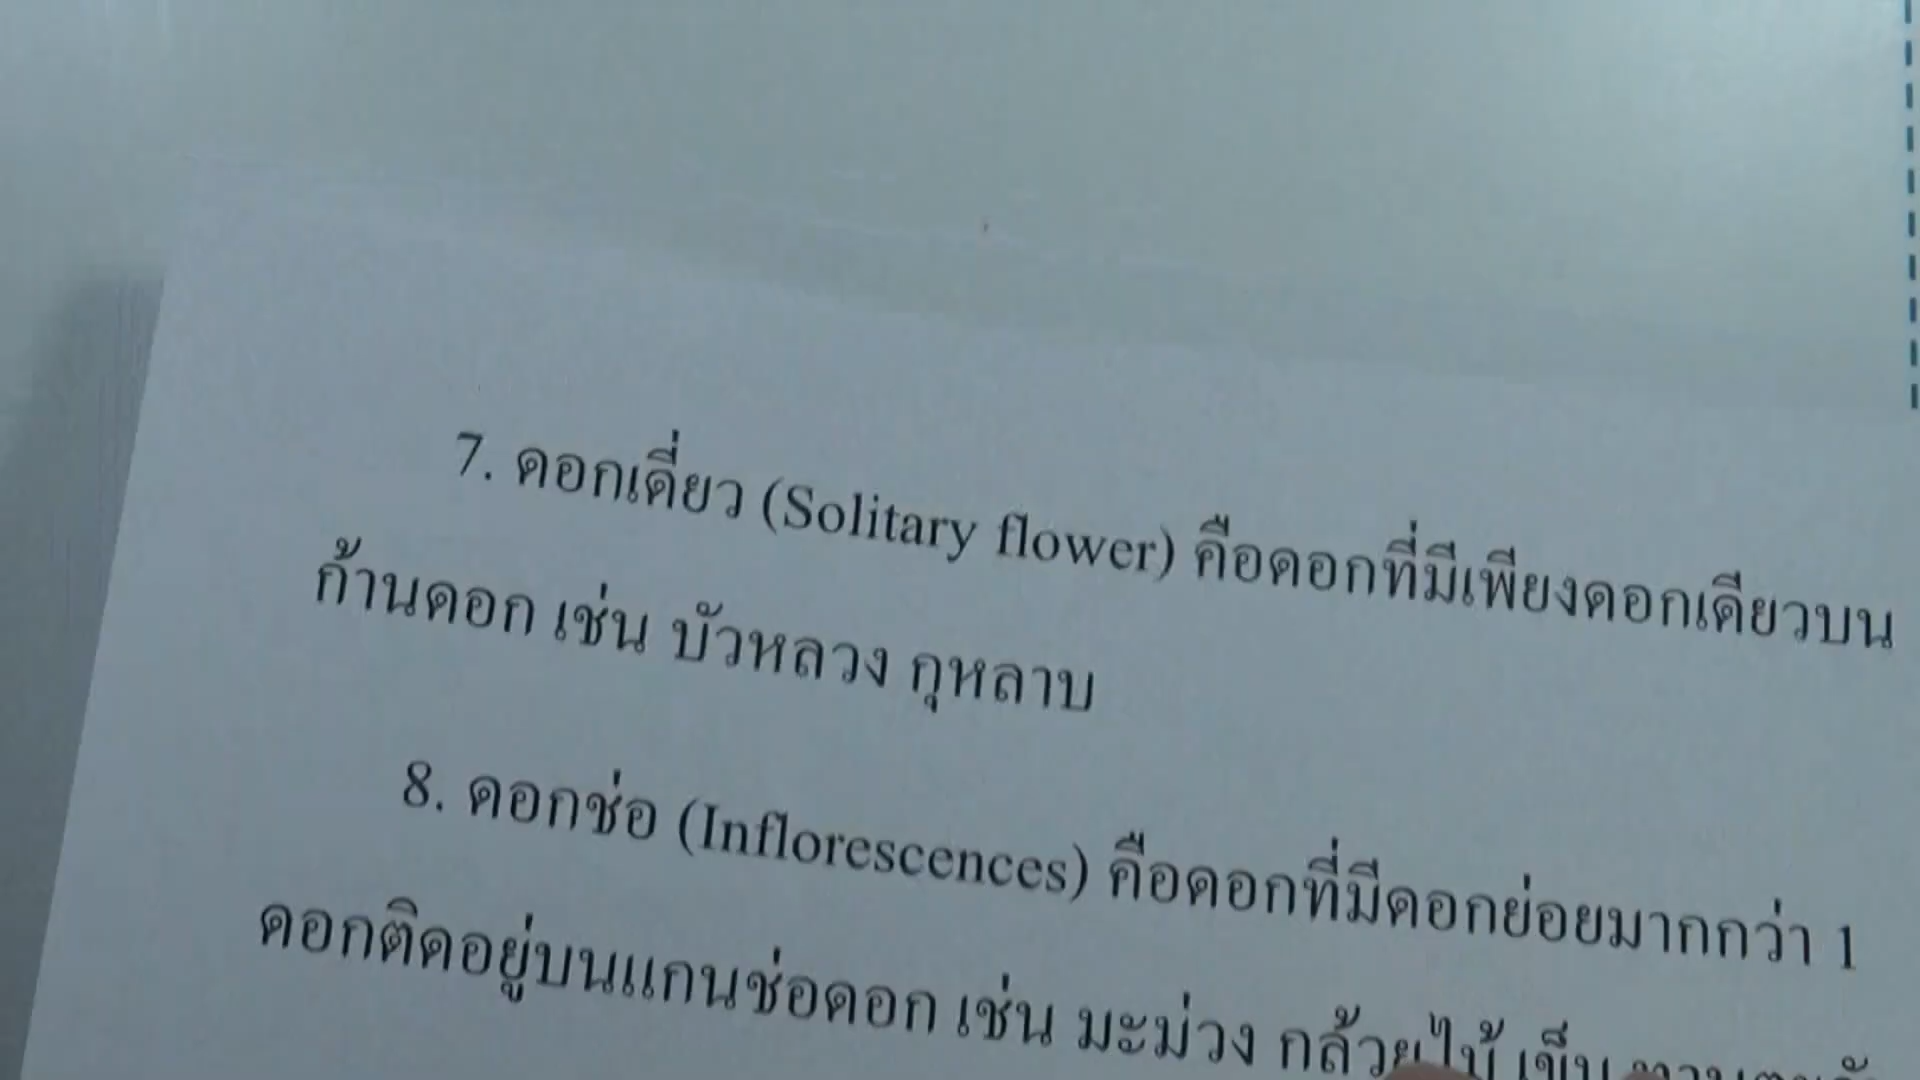 7. ดอกเดี่ยว (Solitary flower) คือดอกที่มีเพียงดอกเดียวบน
ก้านดอก เช่น บัวหลวง กุหลาบ
8. ดอกช่อ (Inflorescences) คือดอกที่มีดอกย่อยมากกว่า 1
ดอกติดอยู่บนแกนช่อดอก เช่น มะม่วง กล้วยไม้ เข็ม